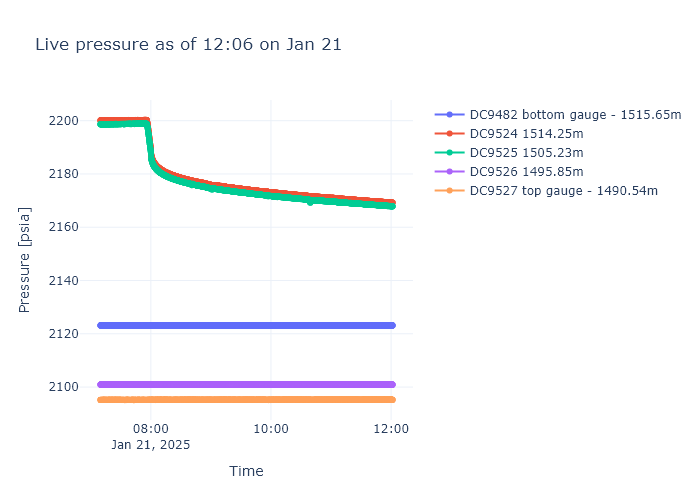 Live pressure as of 12:06 on Jan 21
DC9482 bottom gauge - 1515.65m
DC9524 1514.25m
DC9525 1505.23m
DC9526 1495.85m
DC9527 top gauge - 1490.54m
Pressure [psia]
2200
2180
2160
2140
2120
2100
08:00
10:00
12:00
Jan 21, 2025
Time